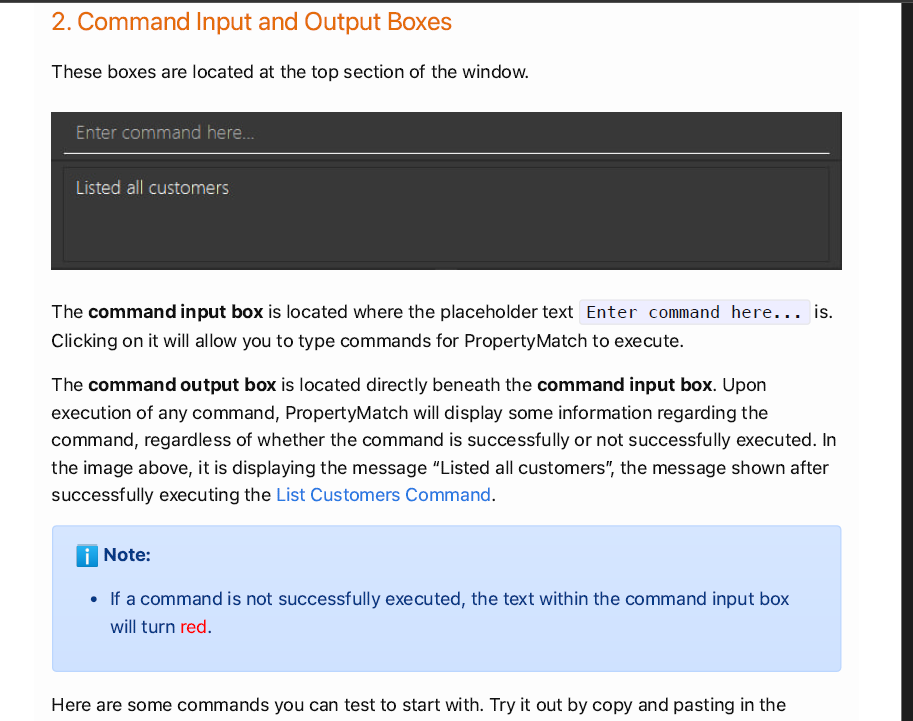 2. Command Input and Output Boxes
These boxes are located at the top section of the window.
Enter command here...
Listed all customers
The command input box is located where the placeholder text Enter command here... is.
Clicking on it will allow you to type commands for PropertyMatch to execute.
The command output box is located directly beneath the command input box. Upon
execution of any command, PropertyMatch will display some information regarding the
command, regardless of whether the command is successfully or not successfully executed. In
the image above, it is displaying the message “Listed all customers”, the message shown after
successfully executing the List Customers Command.
Note:
• If a command is not successfully executed, the text within the command input box
will turn red.
Here are some commands you can test to start with. Try it out by copy and pasting in the